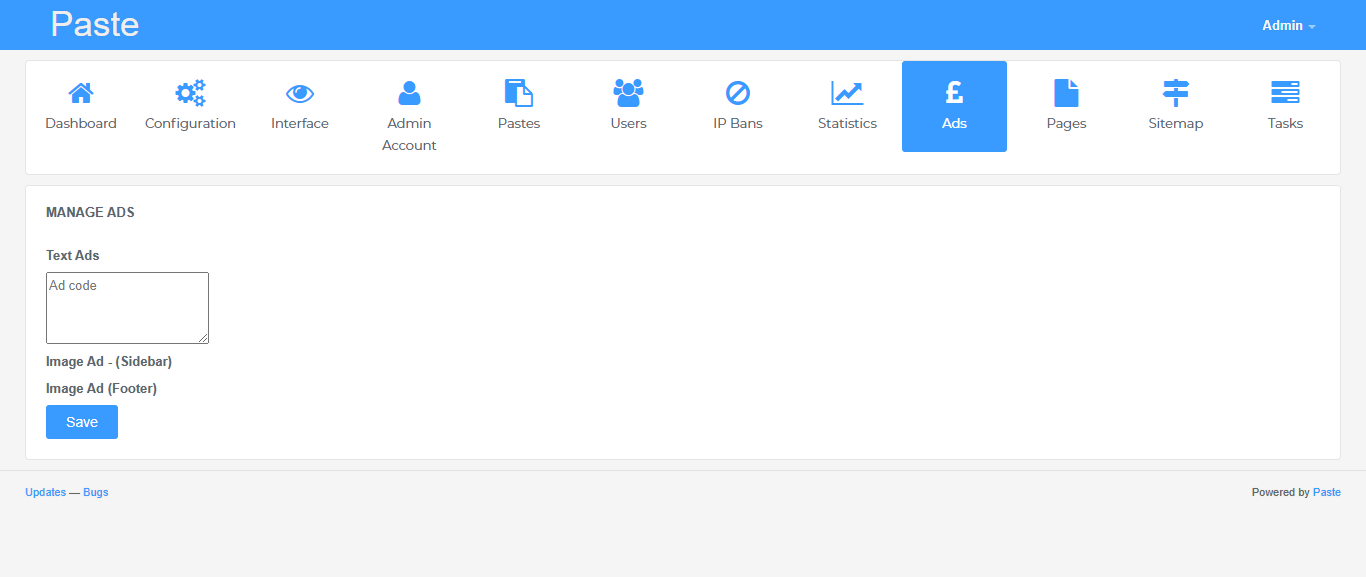 Paste
Admin
Dashboard
Configuration
Interface
Admin
Account
Pastes
Users
IP Bans
Statistics
£
Ads
Pages
Sitemap
Tasks
MANAGE ADS
Text Ads
Ad code
Image Ad - (Sidebar)
Image Ad (Footer)
Save
Updates — Bugs
Powered by Paste